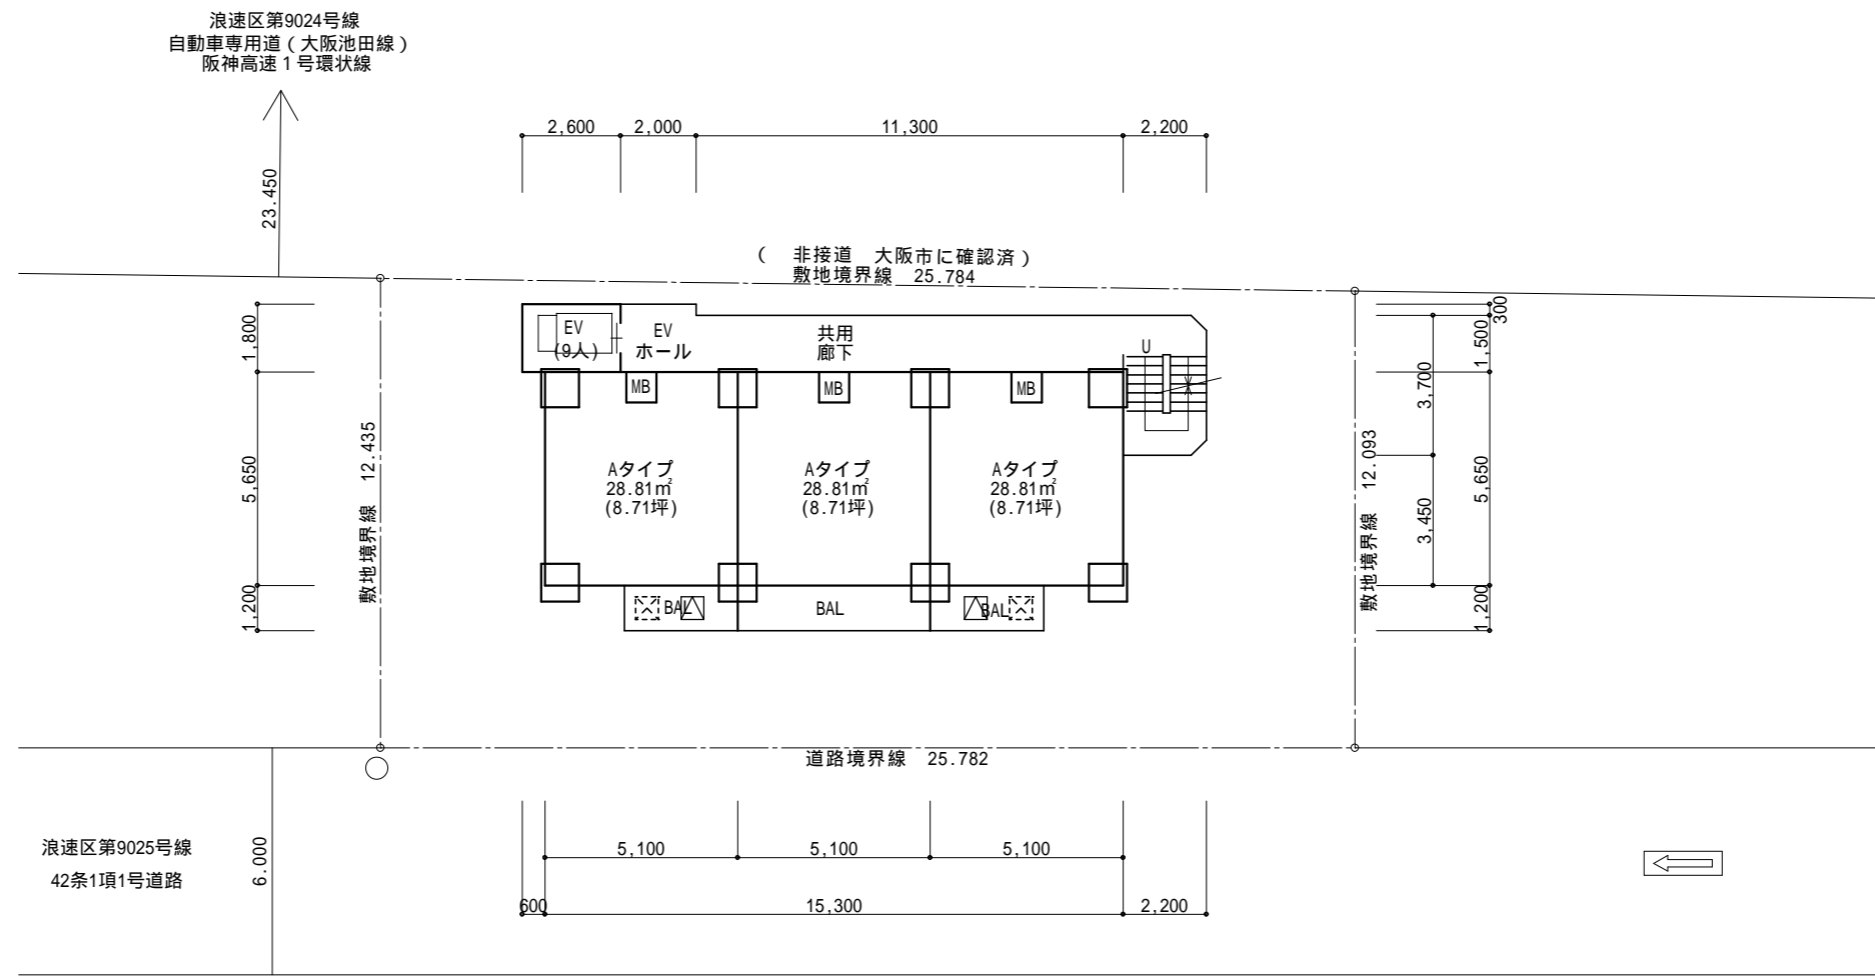 浪速区第9024号線
自動車専用道(大阪池田線)
阪神高速1号環状線
23.450
2,600
2,000
11,300
2,200
( 非接道 大阪市に確認済)
敷地境界線 25.784
1,800
5,650
1,200
敷地境界線 12.435
EV
(9人)
EV
ホール
共用
廊下
U
MB
MB
MB
Aタイプ
28.81㎡
(8.71坪)
Aタイプ
28.81㎡
(8.71坪)
Aタイプ
28.81㎡
(8.71坪)
BAL
BAL
BAL
敷地境界線 12.093
3,700
3,450
300
1,500
5,650
1,200
道路境界線 25.782
浪速区第9025号線
42条1項1号道路
6.000
5,100
5,100
5,100
600
15,300
2,200